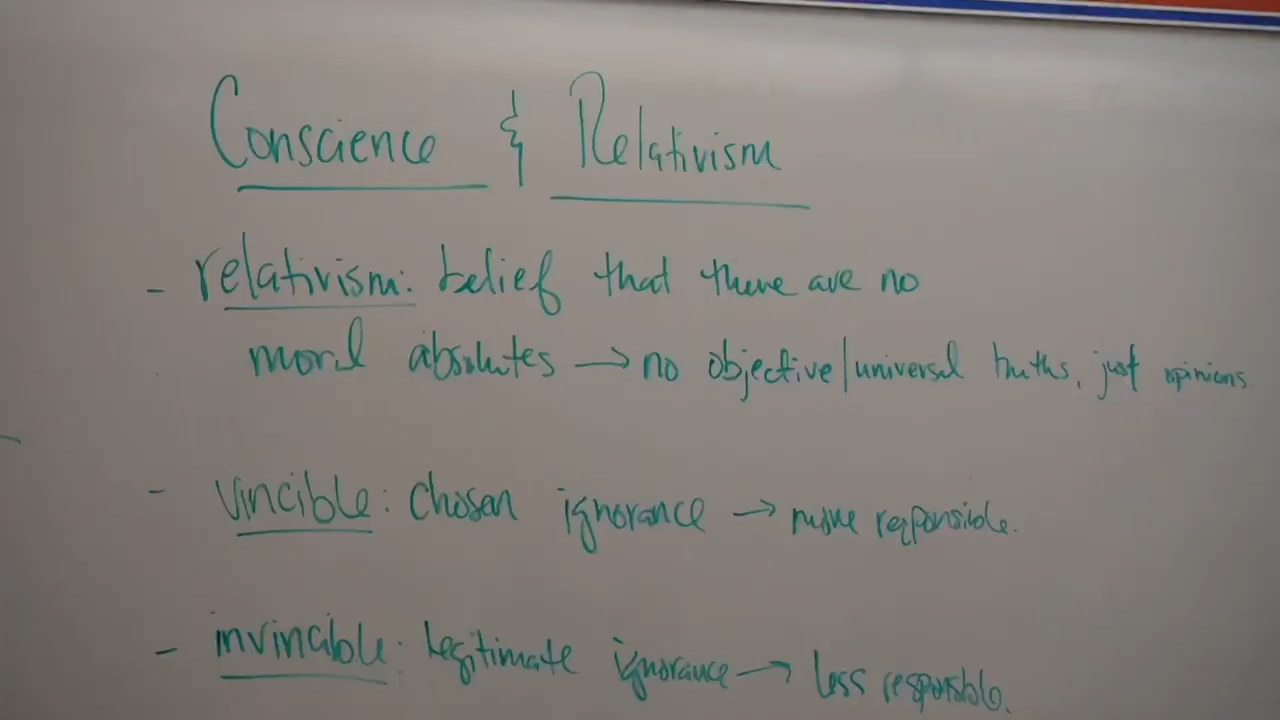 Conscience & Relativism
- relativism: belief that there are no
moral absolutes → no objective/universal truths, just opinions
- vincible: chosen ignorance → more responsible.
- invincible: legitimate ignorance → less responsible.